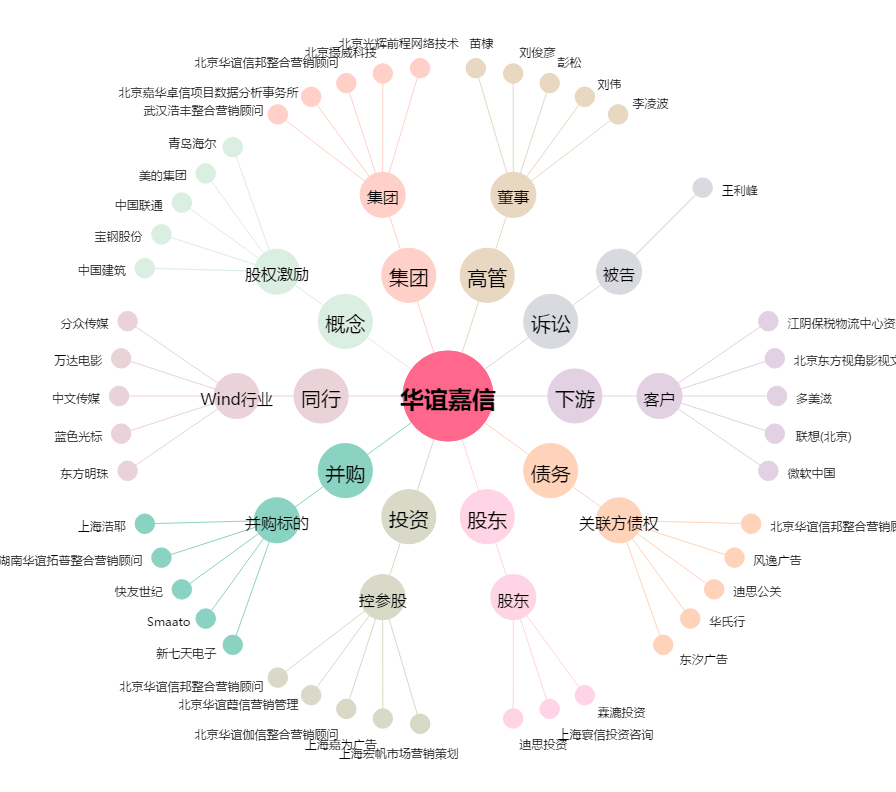 北京光辉前程网络技术
苗棣
北京振威科技
刘俊彦
北京华谊信邦整合营销顾问
彭松
刘伟
北京嘉华卓信项目数据分析事务所
李凌波
武汉浩丰整合营销顾问
青岛海尔
美的集团
中国联通
宝钢股份
中国建筑
集团
董事
王利峰
股权激励
集团
高管
被告
概念
诉讼
分众传媒
万达电影
中文传媒
蓝色光标
东方明珠
Wind行业
同行
华谊嘉信
下游
客户
江阴保税物流中心资
北京东方视角影视文
多美滋
联想(北京)
微软中国
并购
债务
并购标的
投资
股东
关联方债权
上海浩耶
湖南华谊拓普整合营销顾问
快友世纪
Smaato
新七天电子
北京华谊信邦整合营销顾
风逸广告
迪思公关
华氏行
东汐广告
控参股
股东
北京华谊信邦整合营销顾问
北京华谊葭信营销管理
北京华谊伽信整合营销顾问
上海嘉为广告
上海宏帆市场营销策划
霖漉投资
上海寰信投资咨询
迪思投资